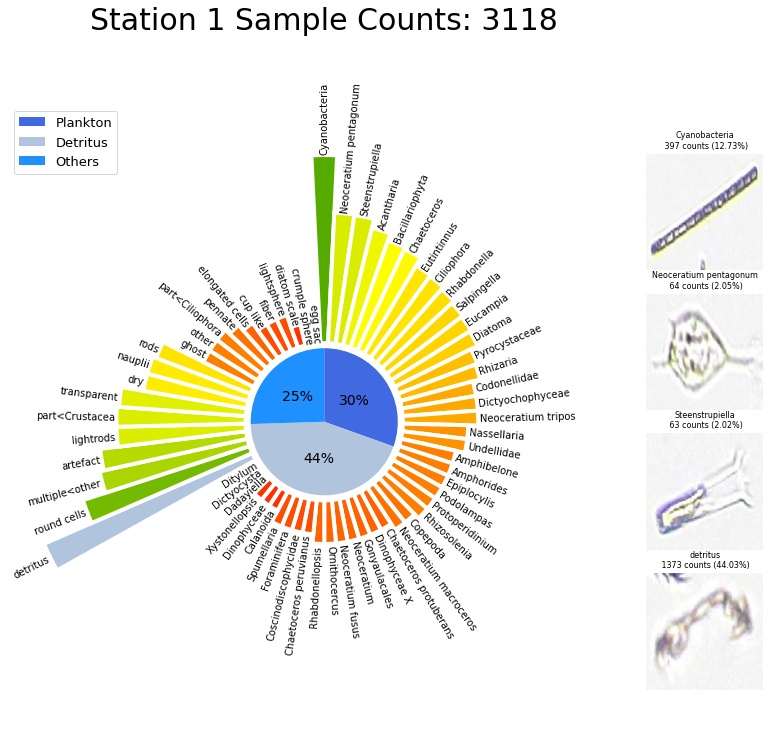 Station 1 Sample Counts: 3118
Plankton
Detritus
Others
Cyanobacteria
Neoceratium pentagonum
Steenstrupiella
Acantharia
Bacillariophyta
Chaetoceros
Eutintinnus
Ciliophora
Rhabdonella
Salpingella
Eucampia
Diatoma
Pyrocystaceae
Rhizaria
Codonellidae
Dictyochophyceae
Neoceratium tripos
Nassellaria
Undellidae
Amphibelone
Amphorides
Epiplocylis
Podolampas
Protoperidinium
Rhizosolenia
Copepoda
Neoceratium macroceros
Chaetoceros protuberans
Dinophyceae X
Gonyaulacales
Neoceratium
Neoceratium fusus
Ornithocercus
Rhabdonellopsis
Chaetoceros peruvianus
Coscinodiscophycidae
Foraminifera
Spumellaria
Calanoida
Dinophyceae
Xystonellopsis
Dadayiella
Dictyocysta
Ditylum
detritus
round cells
multiple<other
artefact
lightrods
part<Crustacea
transparent
dry
nauplii
rods
ghost
other
part<Ciliophora
pennate
elongated cells
cup like
fiber
lightsphere
diatom scale
crumple sphere
egg sac
30%
25%
44%
Cyanobacteria
397 counts (12.73%)
Neoceratium pentagonum
64 counts (2.05%)
Steenstrupiella
63 counts (2.02%)
detritus
1373 counts (44.03%)